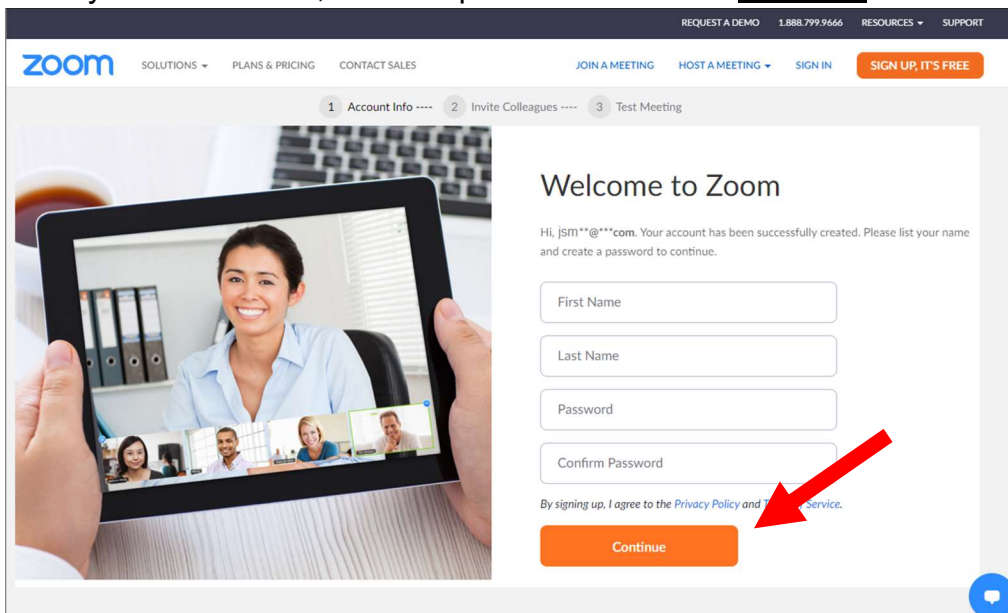 REQUEST A DEMO 1.888.799.9666 RESOURCES SUPPORT
zoom SOLUTIONS PLANS & PRICING CONTACT SALES JOIN A MEETING HOST A MEETING SIGN IN SIGN UP, IT'S FREE
1 Account Info ---- 2 Invite Colleagues ---- 3 Test Meeting
Welcome to Zoom
Hi, jsm**@***com. Your account has been successfully created. Please list your name
and create a password to continue.
First Name
Last Name
Password
Confirm Password
By signing up, I agree to the Privacy Policy and Service.
Continue